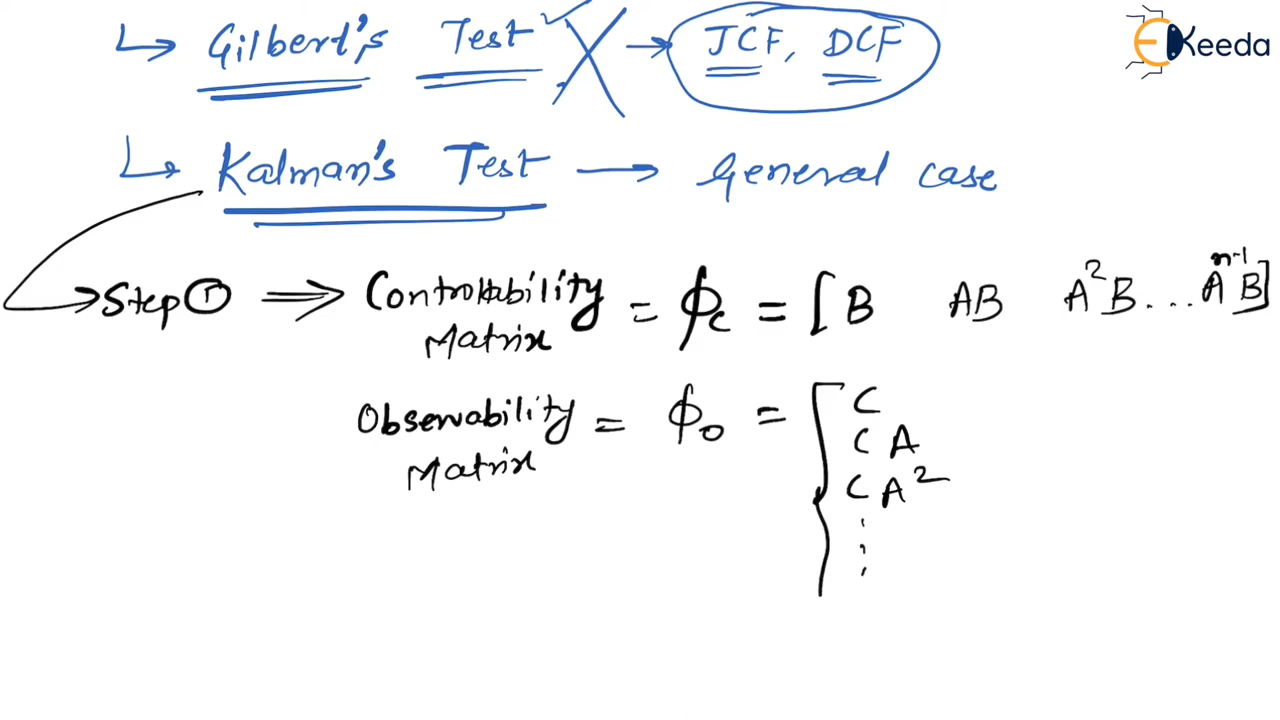 ↳ Gilbert's Test → JCF, DCF
EKeeda
↳ Kalman's Test → General case
Step ① ⇒ Controllability Matrix = ϕc = [B AB A²B . . . Aⁿ⁻¹B]
Observability Matrix = ϕo = [C
CA
CA²
⋮